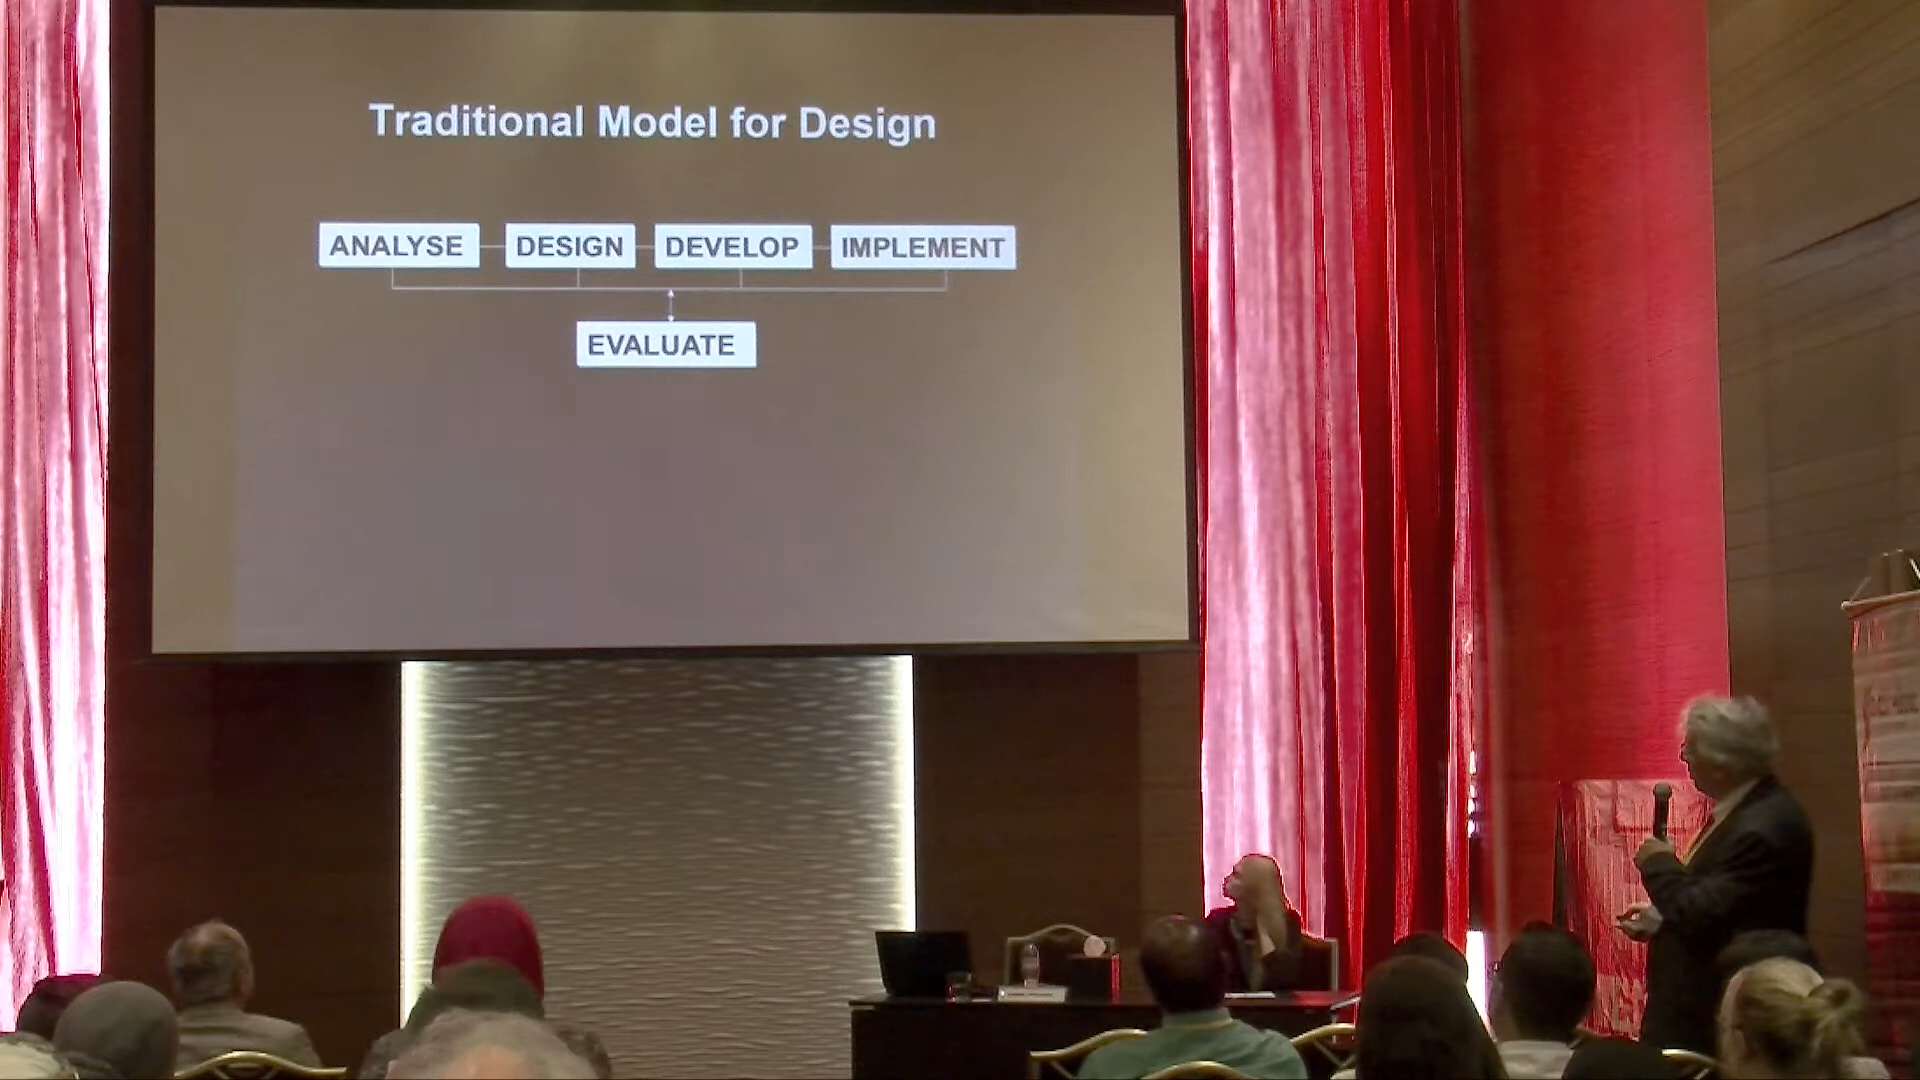 Traditional Model for Design
ANALYSE DESIGN DEVELOP IMPLEMENT
EVALUATE